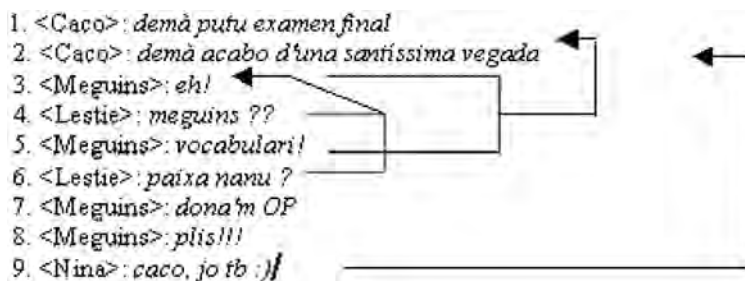 1. <Caco>: demà putu examen final
2. <Caco>: demà acabo d'una santíssima vegada
3. <Meguins>: eh!
4. <Lestie>: meguins ??
5. <Meguins>: vocabulari!
6. <Lestie>: paixa nanu ?
7. <Meguins>: dona'm OP
8. <Meguins>: plis!!!
9. <Nina>: caco, jo tb :)